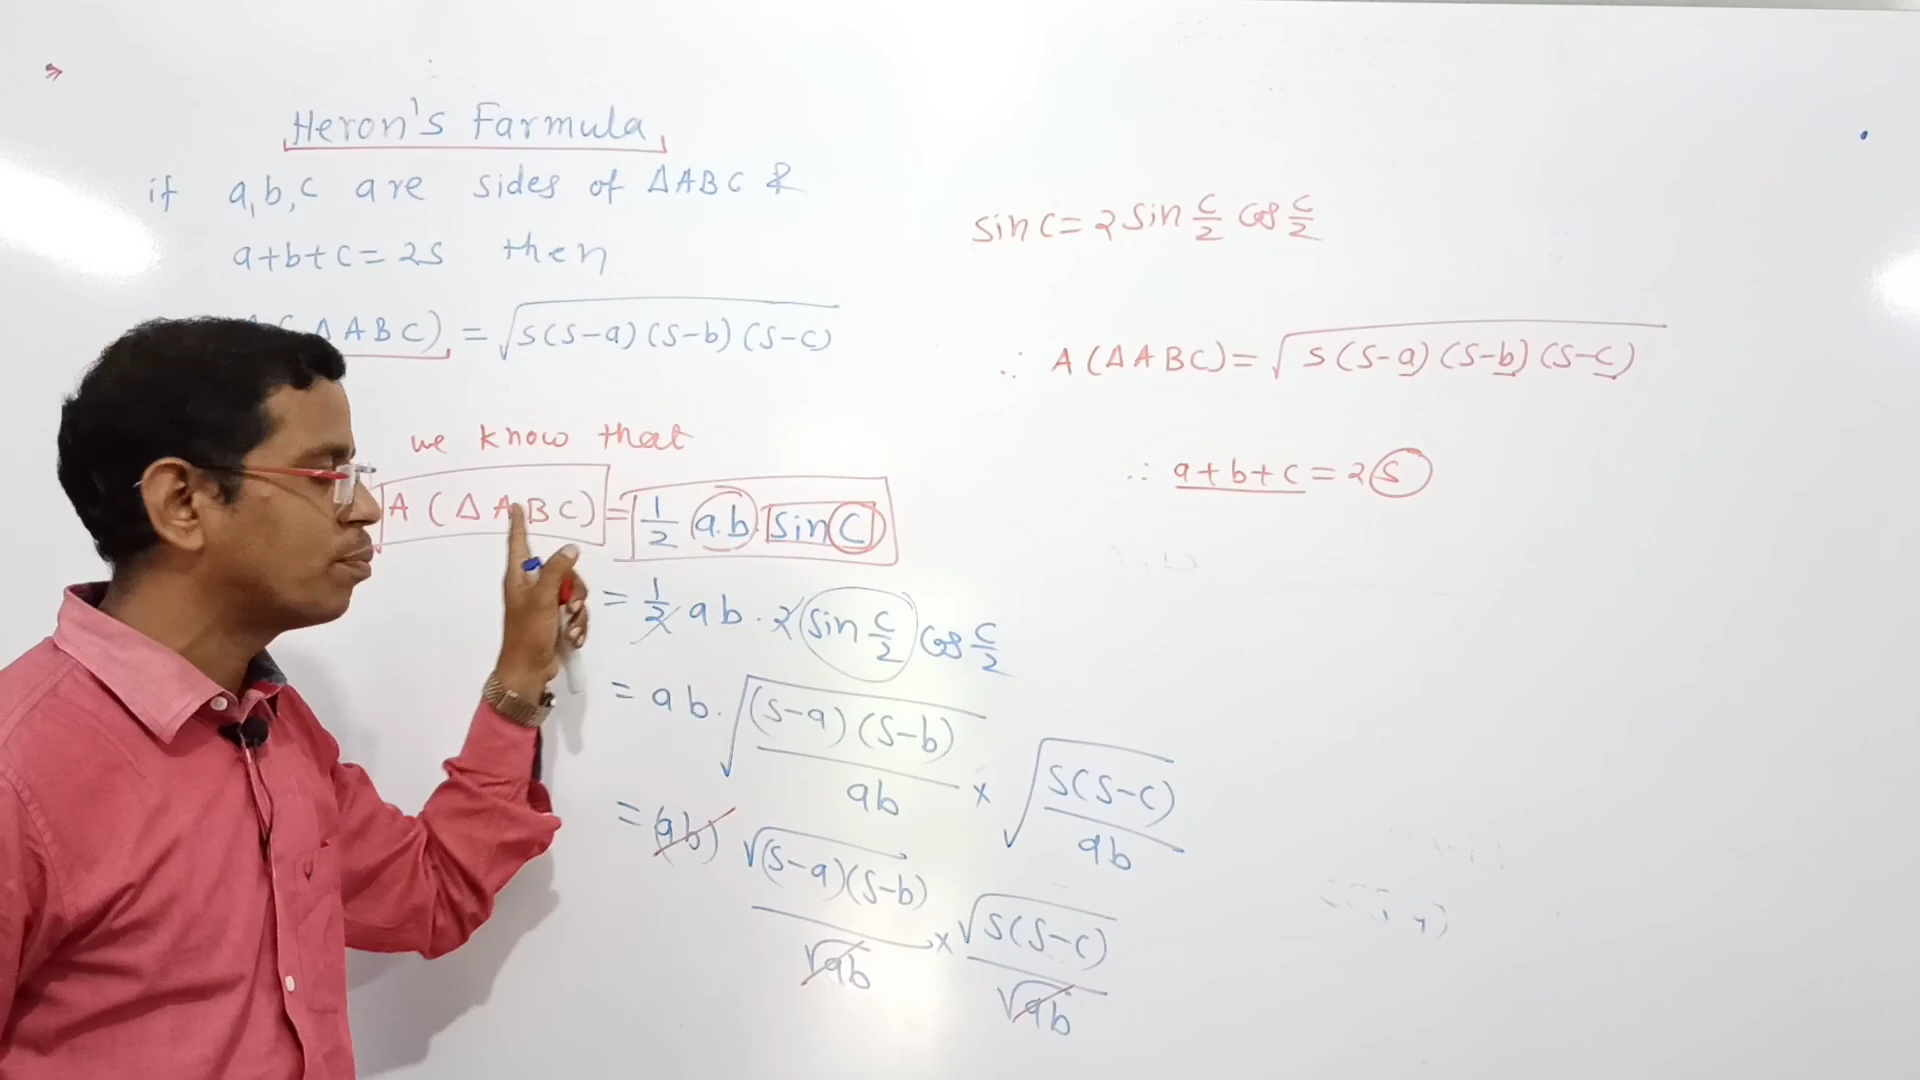 Heron's Farmula
if a,b,c are sides of ΔABC &
a+b+c=2S then
ΔABC) = √S(S-a)(S-b)(S-c)
we know that
A(ΔABC) = 1/2 a.b. Sin C
= 1/2 ab. 2 Sin C/2 Cos C/2
= ab. √(S-a)(S-b)/ab × √S(S-c)/ab
= (ab) √(S-a)(S-b)/√ab × √S(S-c)/√ab
Sin C = 2 Sin C/2 Cos C/2
∴ A(ΔABC) = √S(S-a)(S-b)(S-c)
∴ a+b+c = 2S